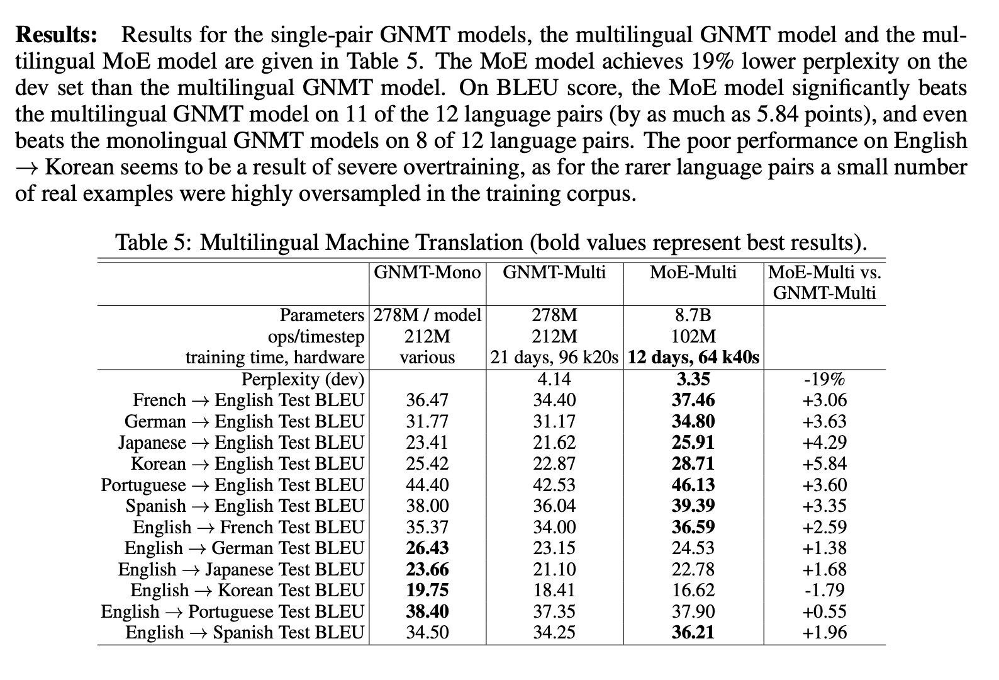 Results: Results for the single-pair GNMT models, the multilingual GNMT model and the mul-
tilingual MoE model are given in Table 5. The MoE model achieves 19% lower perplexity on the
dev set than the multilingual GNMT model. On BLEU score, the MoE model significantly beats
the multilingual GNMT model on 11 of the 12 language pairs (by as much as 5.84 points), and even
beats the monolingual GNMT models on 8 of 12 language pairs. The poor performance on English
→ Korean seems to be a result of severe overtraining, as for the rarer language pairs a small number
of real examples were highly oversampled in the training corpus.
Table 5: Multilingual Machine Translation (bold values represent best results).
GNMT-Mono GNMT-Multi MoE-Multi MoE-Multi vs.
GNMT-Multi
Parameters 278M / model 278M 8.7B
ops/timestep 212M 212M 102M
training time, hardware various 21 days, 96 k20s 12 days, 64 k40s
Perplexity (dev) 4.14 3.35 -19%
French → English Test BLEU 36.47 34.40 37.46 +3.06
German → English Test BLEU 31.77 31.17 34.80 +3.63
Japanese → English Test BLEU 23.41 21.62 25.91 +4.29
Korean → English Test BLEU 25.42 22.87 28.71 +5.84
Portuguese → English Test BLEU 44.40 42.53 46.13 +3.60
Spanish → English Test BLEU 38.00 36.04 39.39 +3.35
English → French Test BLEU 35.37 34.00 36.59 +2.59
English → German Test BLEU 26.43 23.15 24.53 +1.38
English → Japanese Test BLEU 23.66 21.10 22.78 +1.68
English → Korean Test BLEU 19.75 18.41 16.62 -1.79
English → Portuguese Test BLEU 38.40 37.35 37.90 +0.55
English → Spanish Test BLEU 34.50 34.25 36.21 +1.96